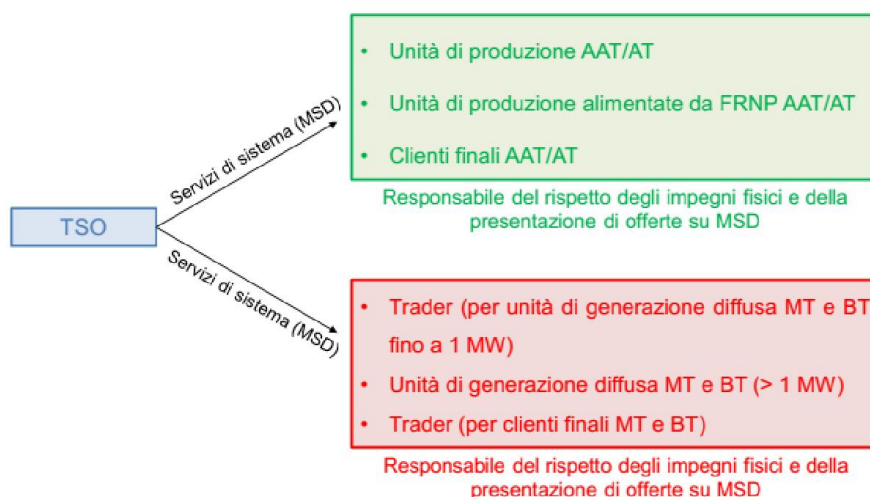 • Unità di produzione AAT/AT
• Unità di produzione alimentate da FRNP AAT/AT
• Clienti finali AAT/AT
Responsabile del rispetto degli impegni fisici e della
presentazione di offerte su MSD
Servizi di sistema (MSD)
TSO
Servizi di sistema (MSD)
• Trader (per unità di generazione diffusa MT e BT
fino a 1 MW)
• Unità di generazione diffusa MT e BT (> 1 MW)
• Trader (per clienti finali MT e BT)
Responsabile del rispetto degli impegni fisici e della
presentazione di offerte su MSD